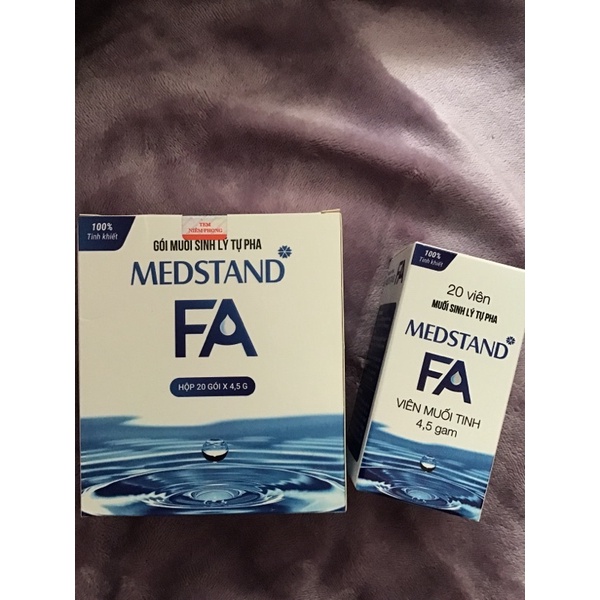 100%
Tinh khiết
TEM
NIÊM PHONG
GÓI MUỐI SINH LÝ TỰ PHA
MEDSTAND
FA
HỘP 20 GÓI X 4,5 G
100%
Tinh khiết
20 viên
MUỐI SINH LÝ TỰ PHA
MEDSTAND
FA
VIÊN MUỐI TINH
4,5 gam